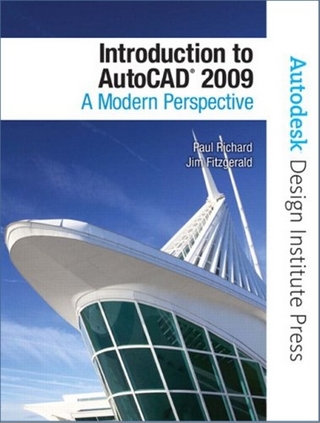 Introduction to
AutoCAD® 2009
A Modern Perspective
Paul Richard
Jim Fitzgerald
Autodesk Design Institute Press